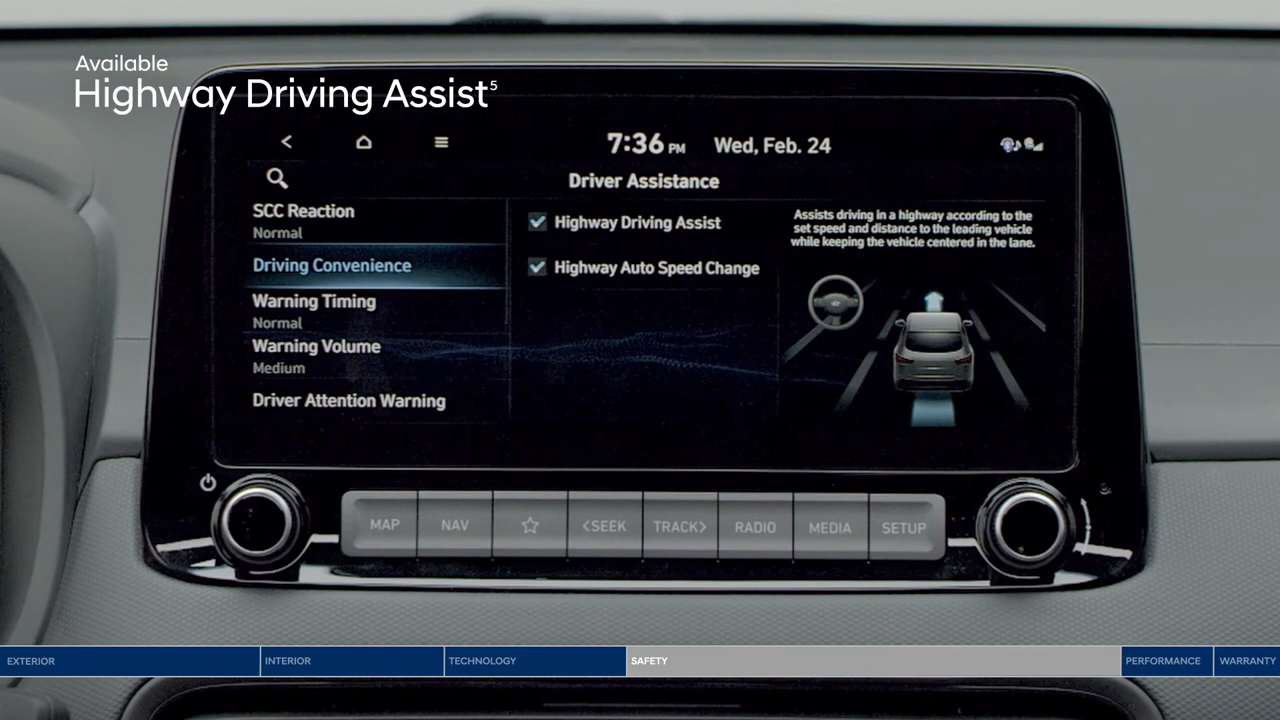 Available
Highway Driving Assist5
7:36 PM Wed, Feb. 24
Driver Assistance
SCC Reaction
Normal
Driving Convenience
Warning Timing
Normal
Warning Volume
Medium
Driver Attention Warning
Highway Driving Assist
Highway Auto Speed Change
Assists driving in a highway according to the
set speed and distance to the leading vehicle
while keeping the vehicle centered in the lane.
MAP NAV <SEEK TRACK> RADIO MEDIA SETUP
EXTERIOR INTERIOR TECHNOLOGY SAFETY PERFORMANCE WARRANTY